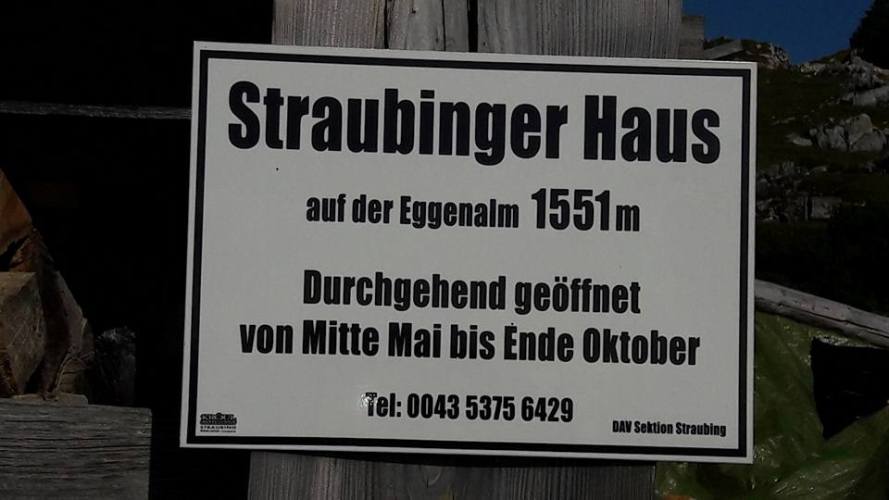 Straubinger Haus
auf der Eggenalm 1551 m
Durchgehend geöffnet
von Mitte Mai bis Ende Oktober
Tel: 0043 5375 6429
STRAUBING
DAV Sektion Straubing